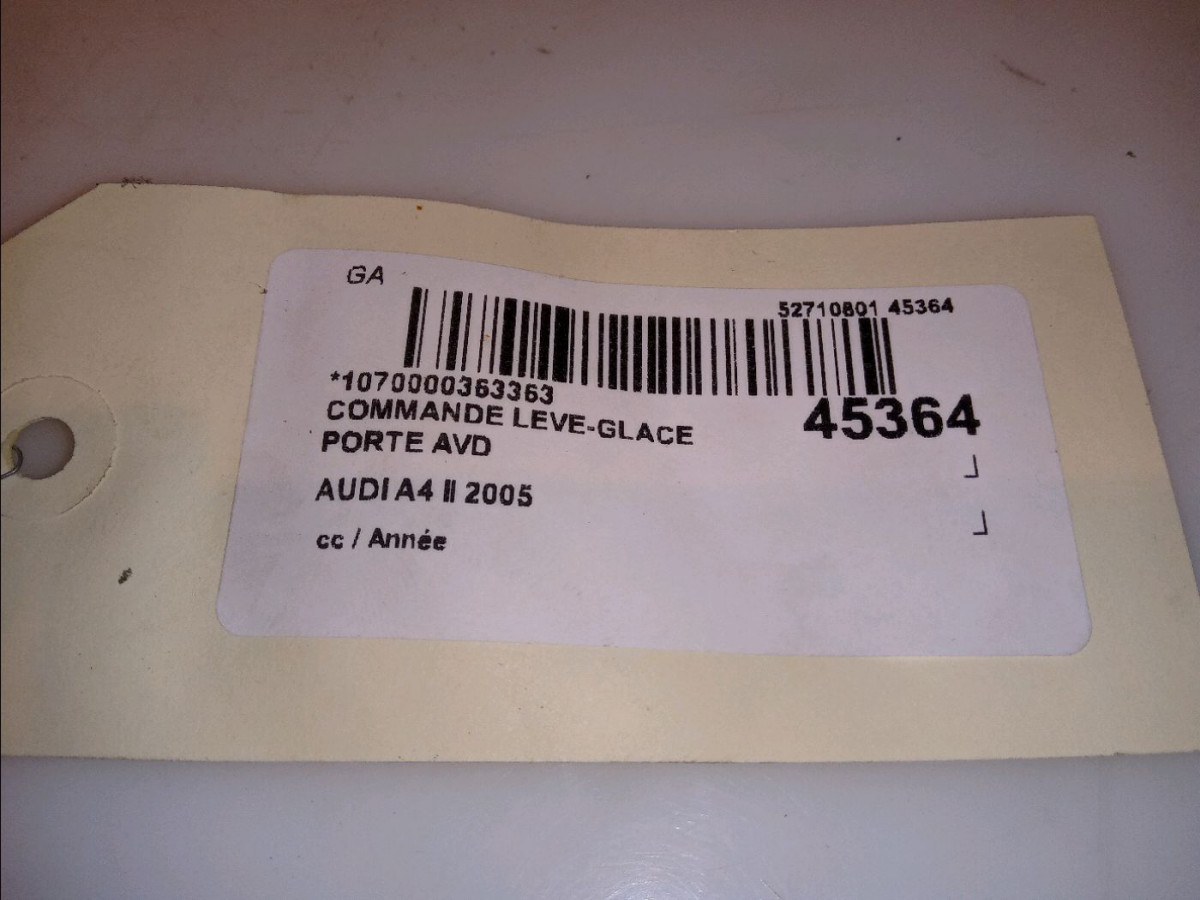 GA
52710801 45364
*1070000363363
COMMANDE LEVE-GLACE
45364
PORTE AVD
AUDI A4 II 2005
cc / Année